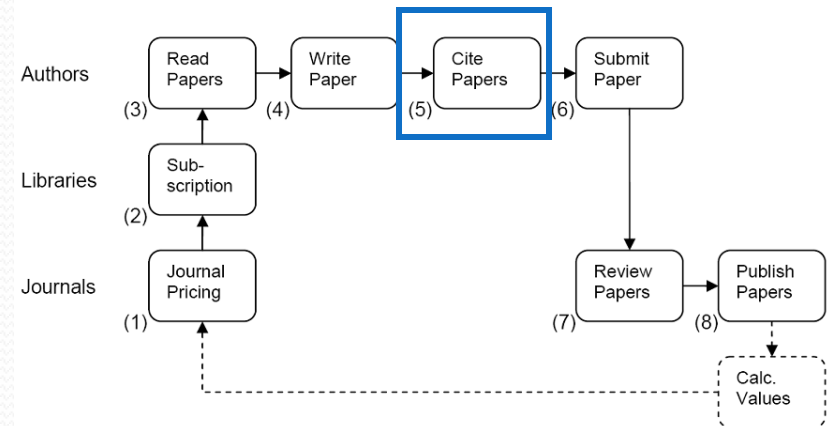 Authors
Read
Papers
(3)
Write
Paper
(4)
Cite
Papers
(5)
Submit
Paper
(6)
Libraries
Sub-
scription
(2)
Journals
Journal
Pricing
(1)
Review
Papers
(7)
Publish
Papers
(8)
Calc.
Values